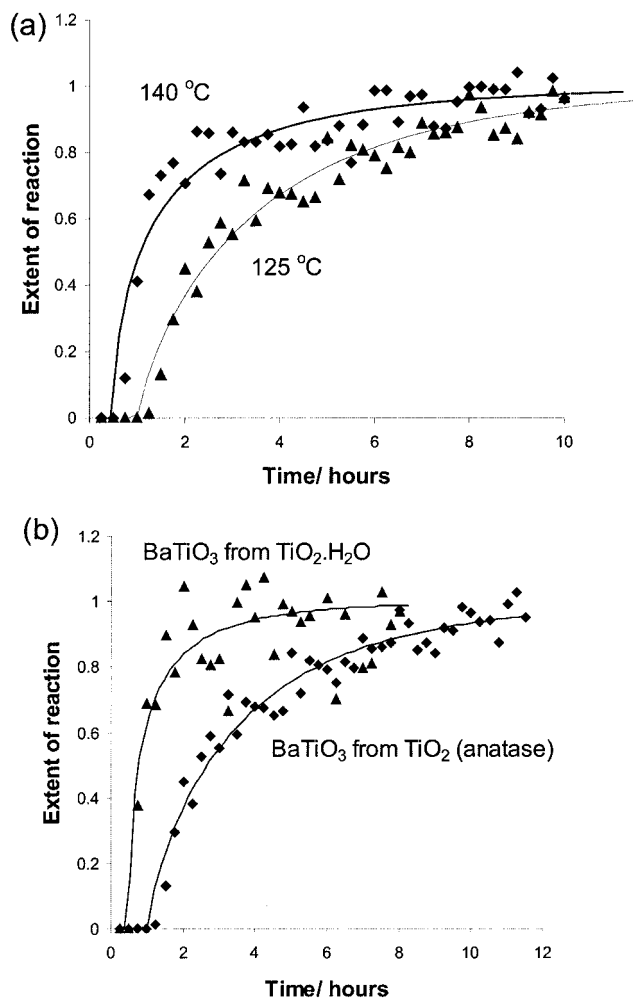 (a)
1.2
1
0.8
0.6
0.4
0.2
0
Extent of reaction
140 °C
125 °C
0 2 4 6 8 10
Time/ hours
(b)
1.2
1
0.8
0.6
0.4
0.2
0
Extent of reaction
BaTiO3 from TiO2.H2O
BaTiO3 from TiO2 (anatase)
0 2 4 6 8 10 12
Time/ hours